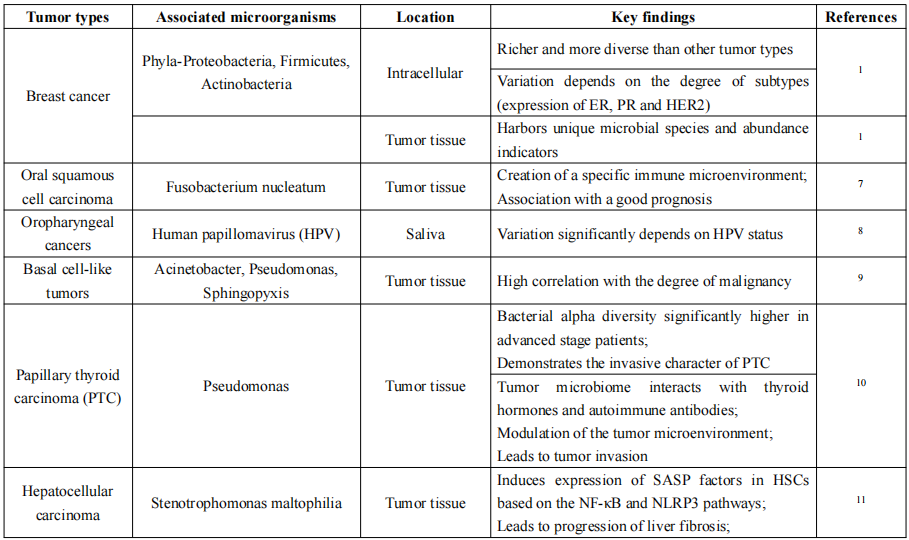 Tumor types Associated microorganisms Location Key findings References
Breast cancer
Phyla-Proteobacteria, Firmicutes,
Actinobacteria
Intracellular
Richer and more diverse than other tumor types
Variation depends on the degree of subtypes
(expression of ER, PR and HER2)
1
Tumor tissue
Harbors unique microbial species and abundance
indicators
1
Oral squamous
cell carcinoma
Fusobacterium nucleatum
Tumor tissue
Creation of a specific immune microenvironment;
Association with a good prognosis
7
Oropharyngeal
cancers
Human papillomavirus (HPV)
Saliva
Variation significantly depends on HPV status
8
Basal cell-like
tumors
Acinetobacter, Pseudomonas,
Sphingopyxis
Tumor tissue
High correlation with the degree of malignancy
9
Papillary thyroid
carcinoma (PTC)
Pseudomonas
Tumor tissue
Bacterial alpha diversity significantly higher in
advanced stage patients;
Demonstrates the invasive character of PTC
Tumor microbiome interacts with thyroid
hormones and autoimmune antibodies;
Modulation of the tumor microenvironment;
Leads to tumor invasion
10
Hepatocellular
carcinoma
Stenotrophomonas maltophilia
Tumor tissue
Induces expression of SASP factors in HSCs
based on the NF-κB and NLRP3 pathways;
Leads to progression of liver fibrosis;
11